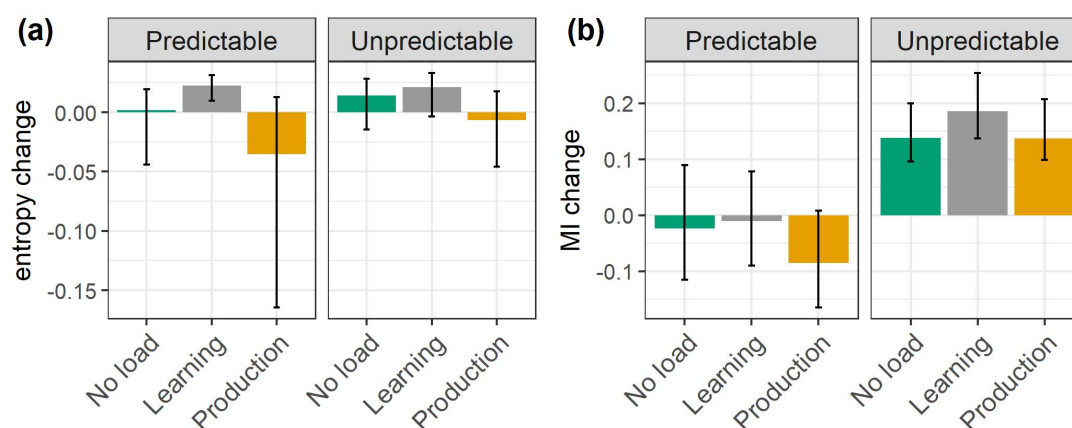 (a)
Predictable
Unpredictable
entropy change
0.00
-0.05
-0.10
-0.15
No load
Learning
Production
No load
Learning
Production
(b)
Predictable
Unpredictable
MI change
0.2
0.1
0.0
-0.1
No load
Learning
Production
No load
Learning
Production